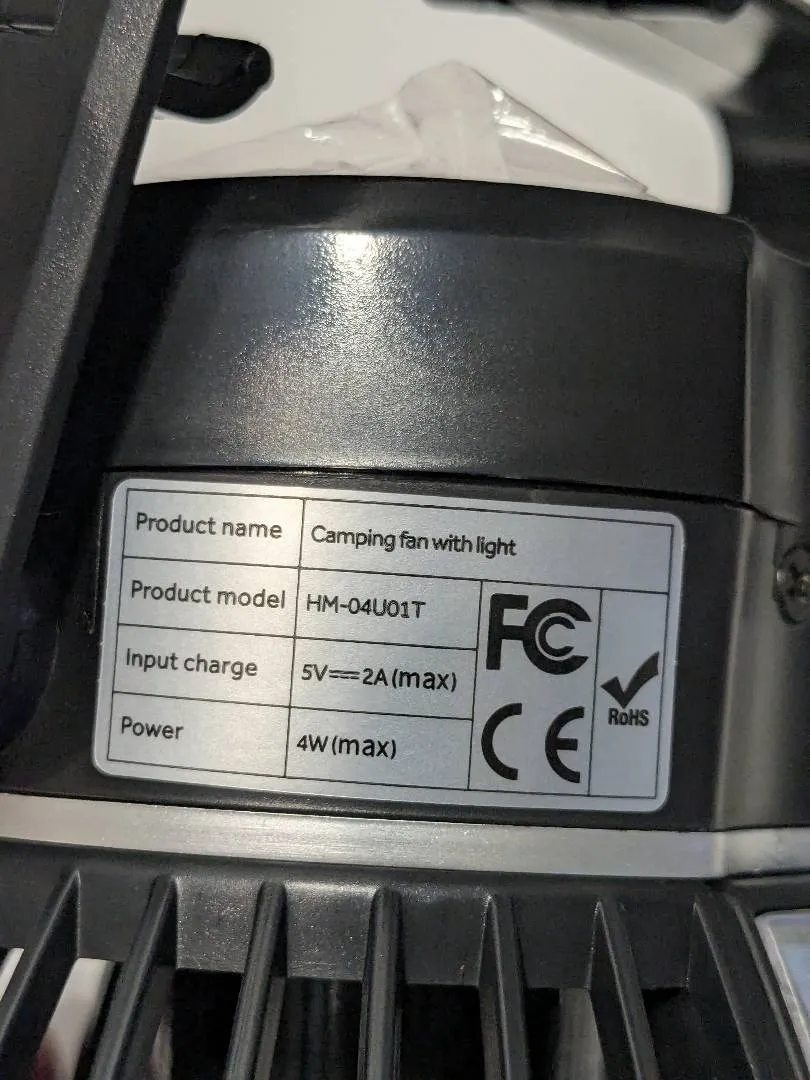 Product name Camping fan with light
Product model HM-04U01T
Input charge 5V⎓2A(max)
Power 4W(max)
FC
CE
RoHS